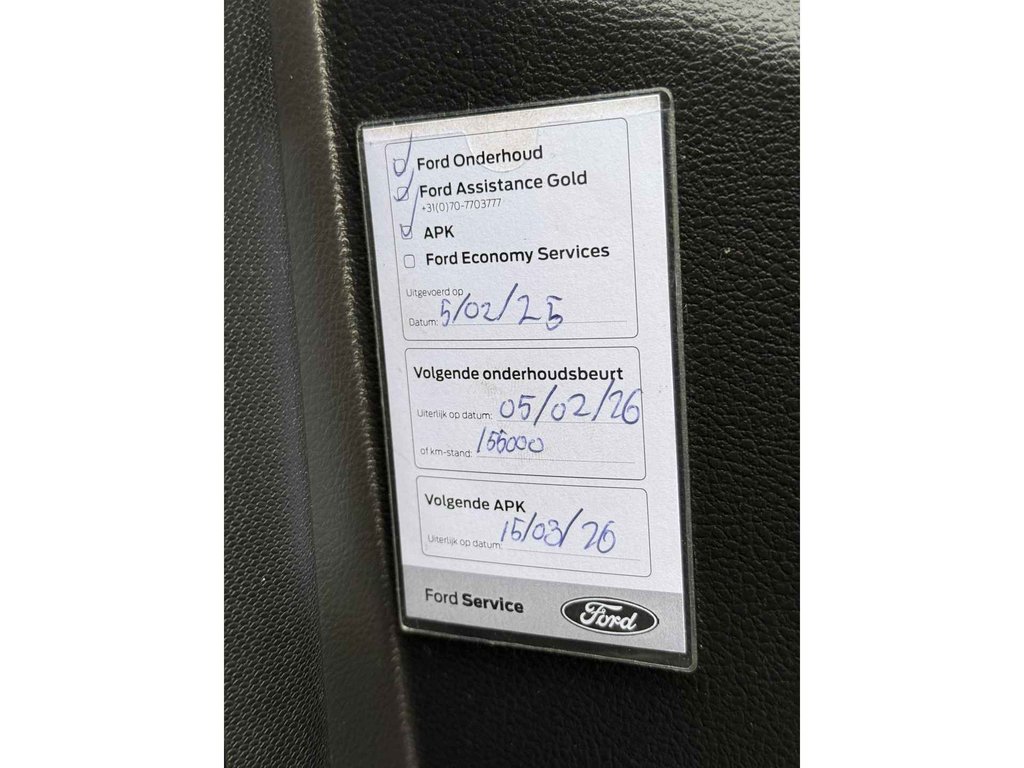 Ford Onderhoud
Ford Assistance Gold
+31(0)70-7703777
APK
Ford Economy Services
Uitgevoerd op
Datum: 5/02/25
Volgende onderhoudsbeurt
Uiterlijk op datum: 05/02/26
of km-stand: 155000
Volgende APK
Uiterlijk op datum: 15/03/26
Ford Service
Ford